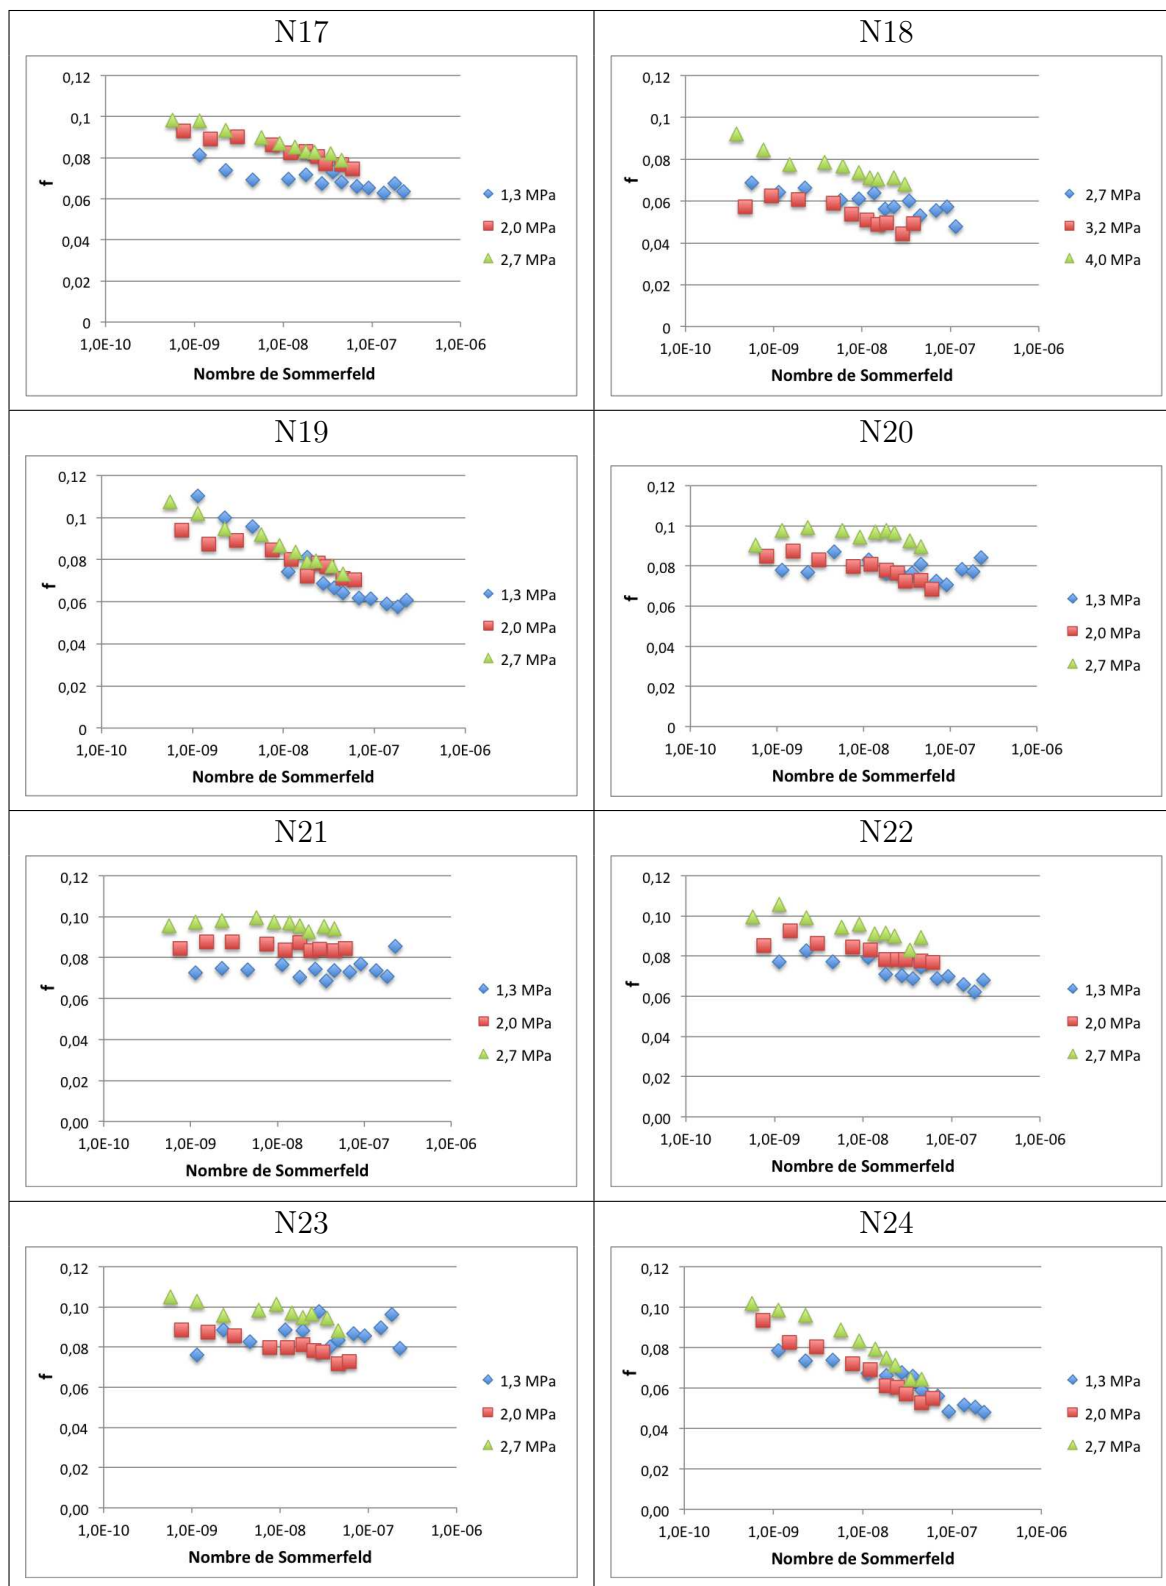 N17
0,12
0,1
0,08
0,06
0,04
0,02
0
f
1,0E-10 1,0E-09 1,0E-08 1,0E-07 1,0E-06
Nombre de Sommerfeld
1,3 MPa
2,0 MPa
2,7 MPa
N18
0,12
0,1
0,08
0,06
0,04
0,02
0
f
1,0E-10 1,0E-09 1,0E-08 1,0E-07 1,0E-06
Nombre de Sommerfeld
2,7 MPa
3,2 MPa
4,0 MPa
N19
0,12
0,1
0,08
0,06
0,04
0,02
0
f
1,0E-10 1,0E-09 1,0E-08 1,0E-07 1,0E-06
Nombre de Sommerfeld
1,3 MPa
2,0 MPa
2,7 MPa
N20
0,12
0,1
0,08
0,06
0,04
0,02
0
f
1,0E-10 1,0E-09 1,0E-08 1,0E-07 1,0E-06
Nombre de Sommerfeld
1,3 MPa
2,0 MPa
2,7 MPa
N21
0,12
0,10
0,08
0,06
0,04
0,02
0,00
f
1,0E-10 1,0E-09 1,0E-08 1,0E-07 1,0E-06
Nombre de Sommerfeld
1,3 MPa
2,0 MPa
2,7 MPa
N22
0,12
0,10
0,08
0,06
0,04
0,02
0,00
f
1,0E-10 1,0E-09 1,0E-08 1,0E-07 1,0E-06
Nombre de Sommerfeld
1,3 MPa
2,0 MPa
2,7 MPa
N23
0,12
0,10
0,08
0,06
0,04
0,02
0,00
f
1,0E-10 1,0E-09 1,0E-08 1,0E-07 1,0E-06
Nombre de Sommerfeld
1,3 MPa
2,0 MPa
2,7 MPa
N24
0,12
0,10
0,08
0,06
0,04
0,02
0,00
f
1,0E-10 1,0E-09 1,0E-08 1,0E-07 1,0E-06
Nombre de Sommerfeld
1,3 MPa
2,0 MPa
2,7 MPa